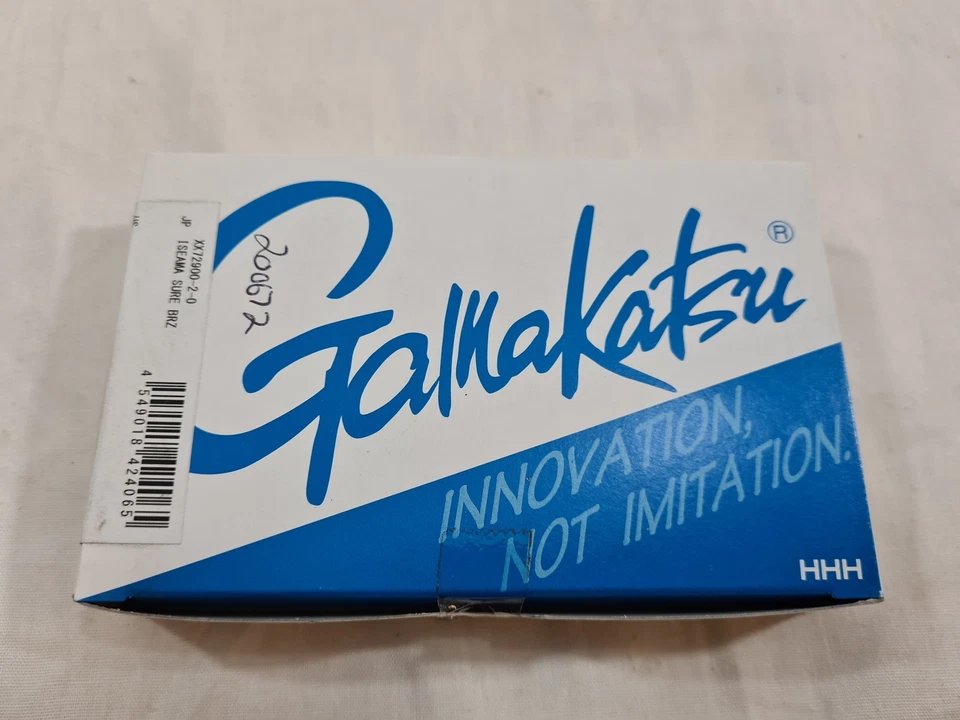 JP XX72900-2-0
ISEAMA SURE BRZ
4 549018 424065
200672
Gamakatsu ®
INNOVATION,
NOT IMITATION.
HHH